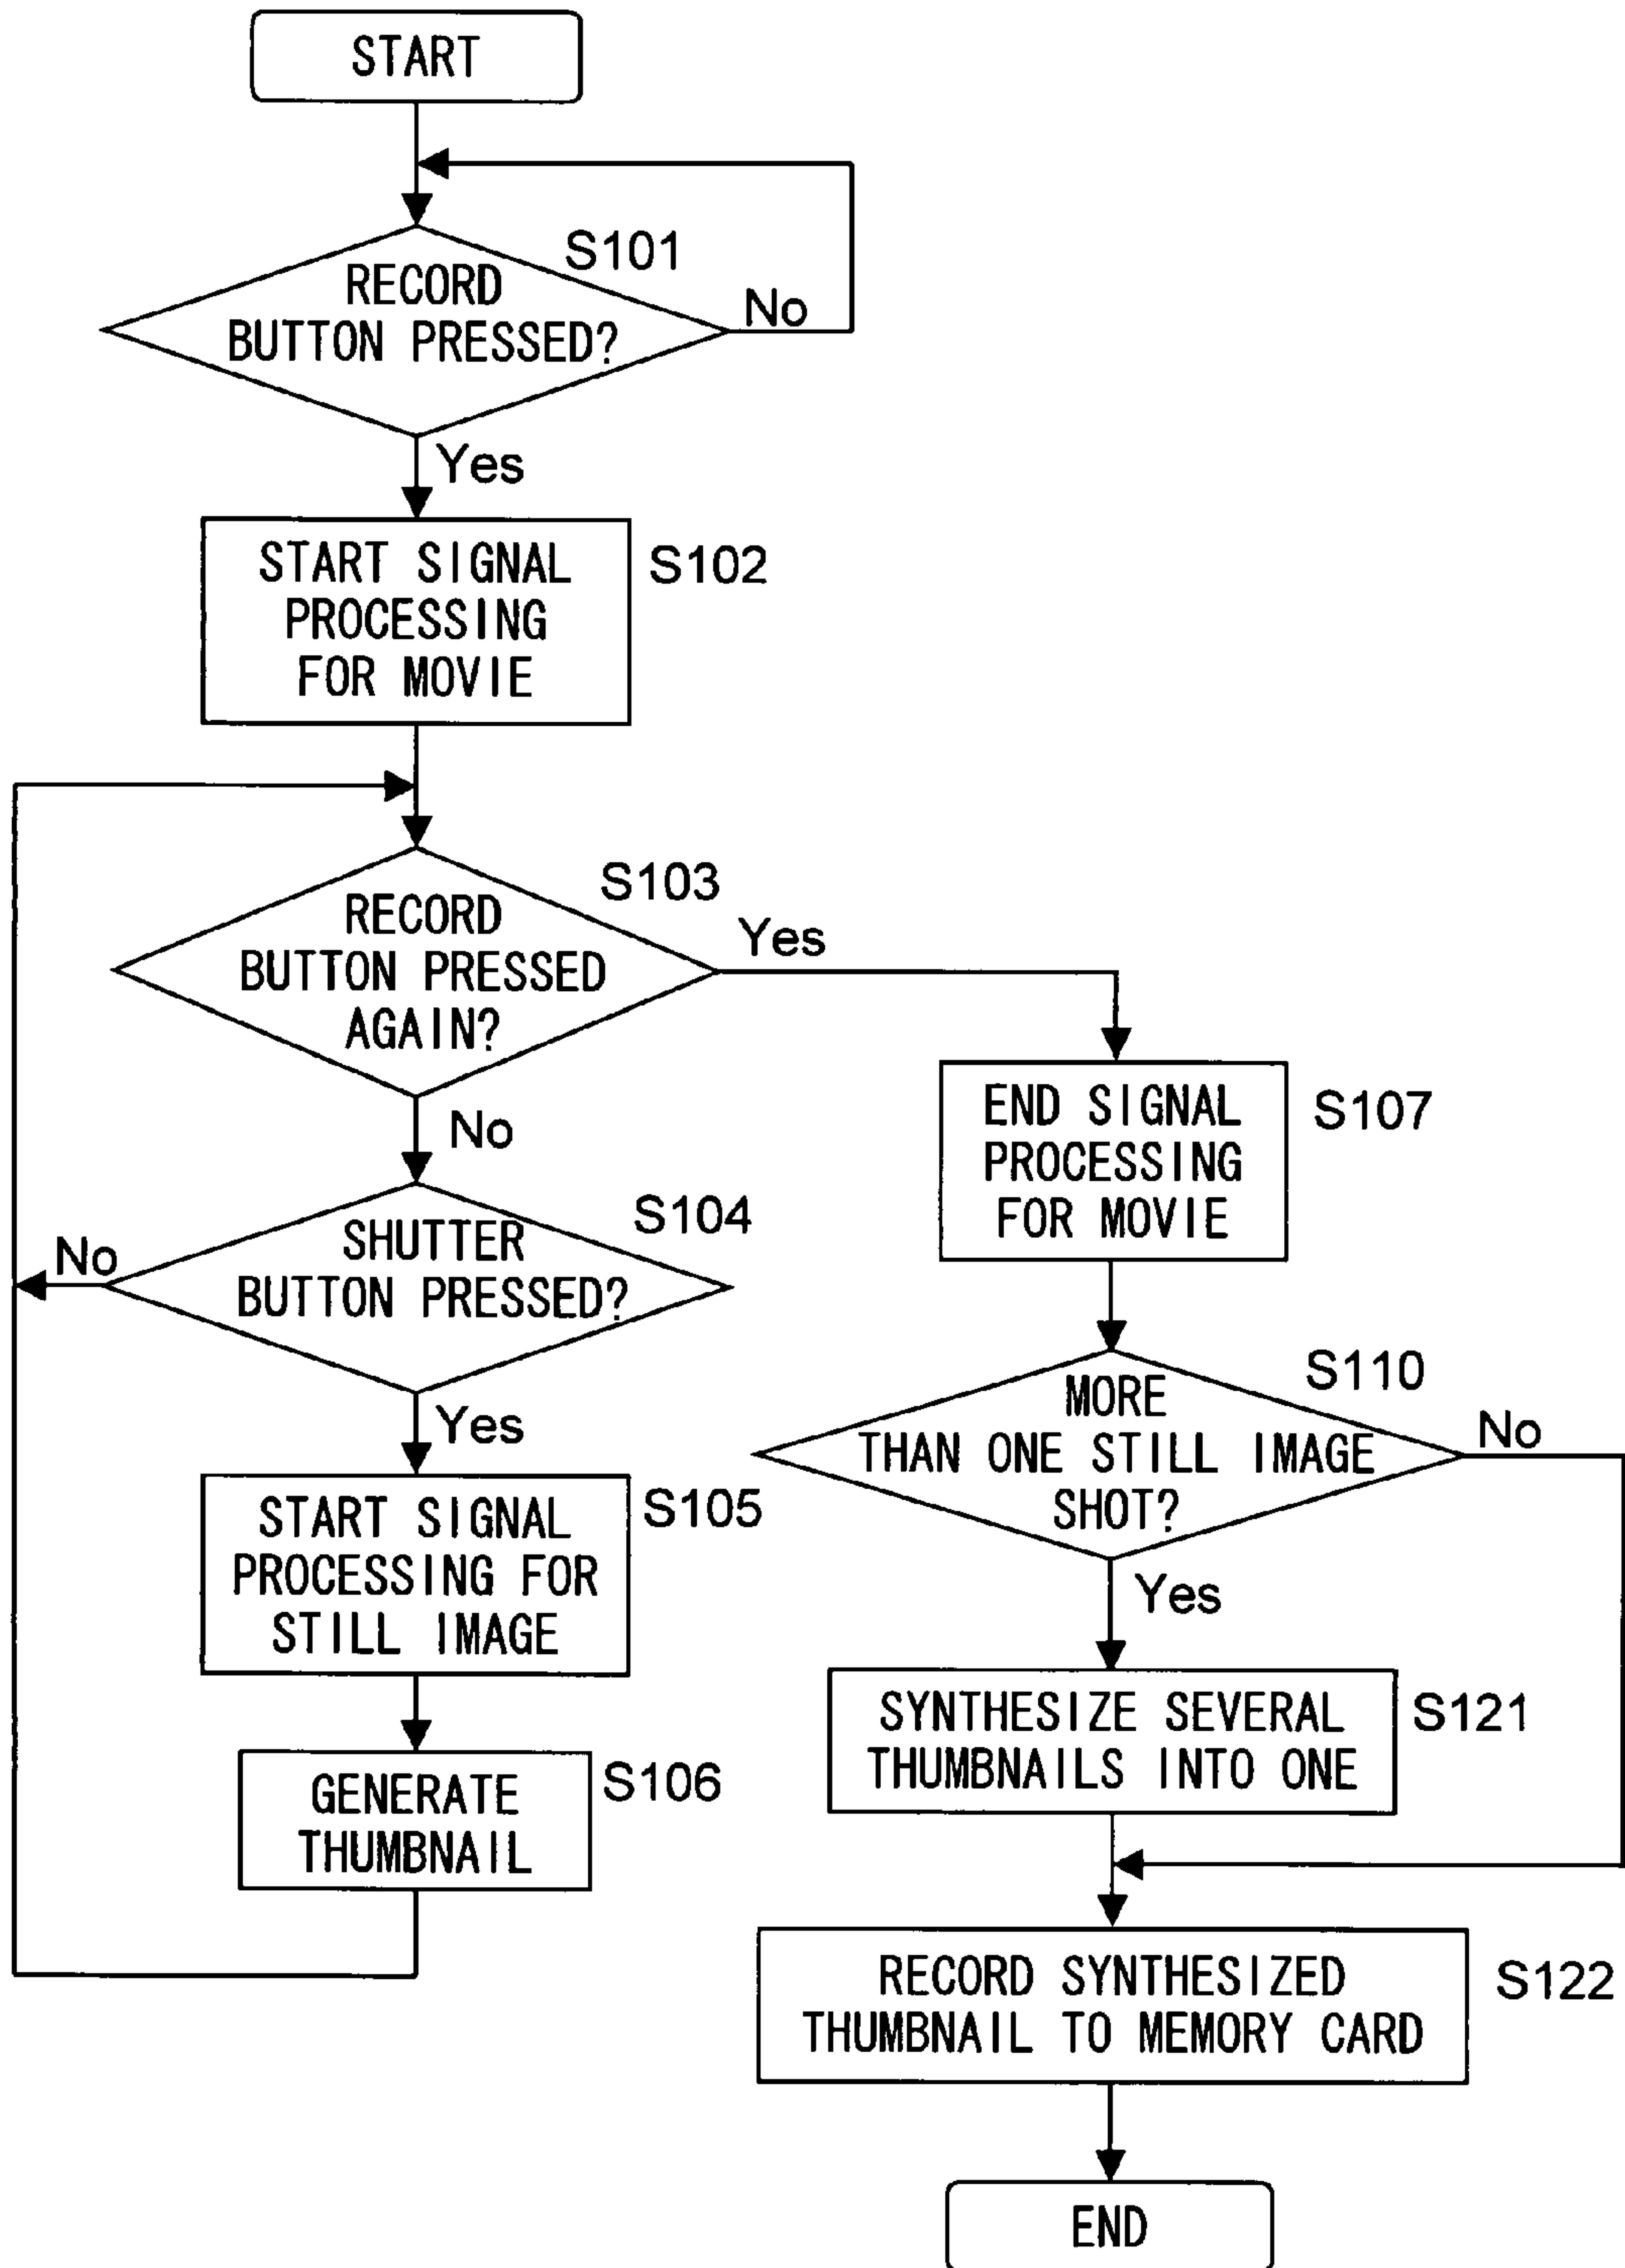 START
S101
RECORD
BUTTON PRESSED?
No
Yes
START SIGNAL
PROCESSING
FOR MOVIE
S102
S103
RECORD
BUTTON PRESSED
AGAIN?
Yes
No
S104
SHUTTER
BUTTON PRESSED?
No
Yes
START SIGNAL
PROCESSING FOR
STILL IMAGE
S105
GENERATE
THUMBNAIL
S106
END SIGNAL
PROCESSING
FOR MOVIE
S107
S110
MORE
THAN ONE STILL IMAGE
SHOT?
No
Yes
SYNTHESIZE SEVERAL
THUMBNAILS INTO ONE
S121
RECORD SYNTHESIZED
THUMBNAIL TO MEMORY CARD
S122
END